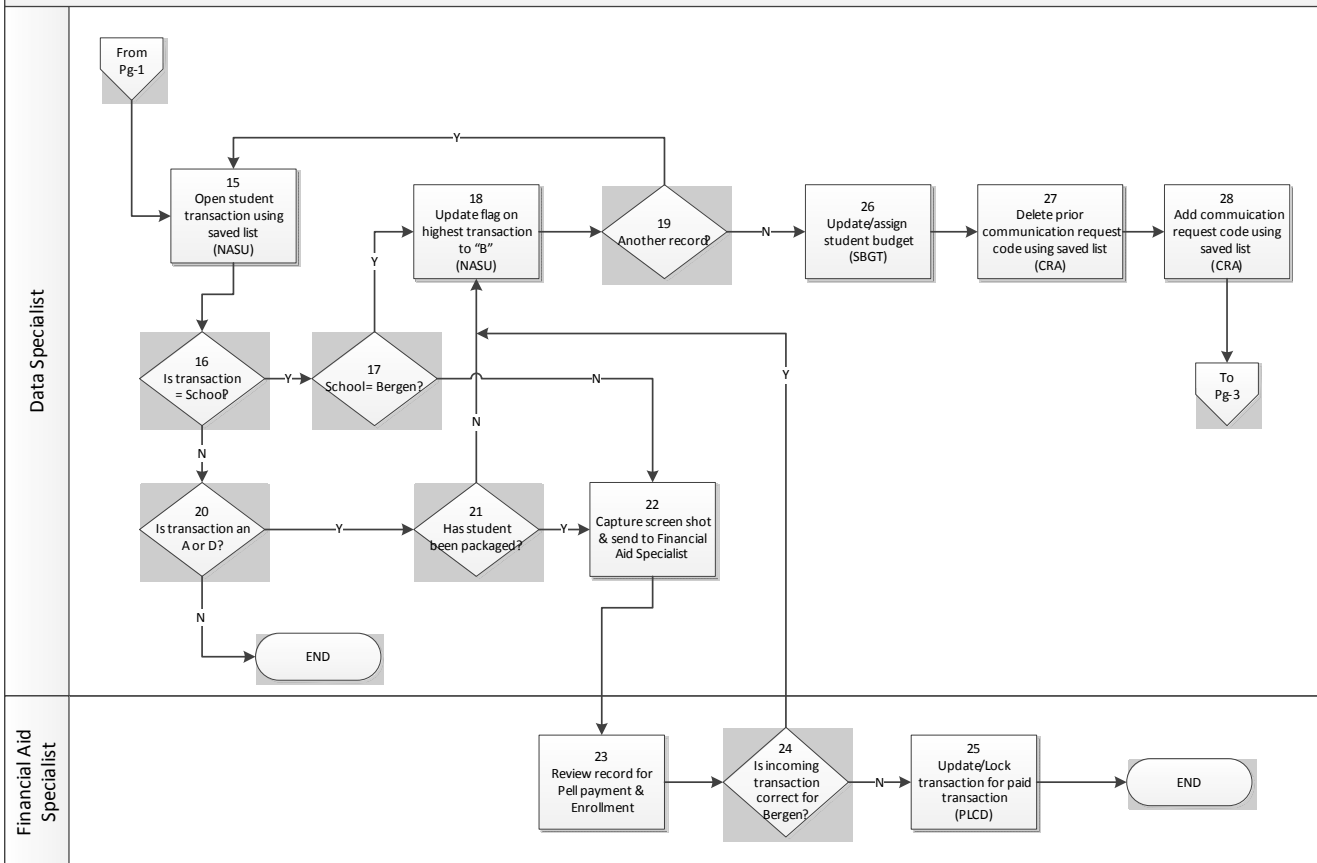 Data Specialist
From
Pg-1
Y
15
Open student
transaction using
saved list
(NASU)
18
Update flag on
highest transaction
to “B”
(NASU)
19
Another record?
N
26
Update/assign
student budget
(SBGT)
27
Delete prior
communication request
code using saved list
(CRA)
28
Add commuication
request code using
saved list
(CRA)
Y
16
Is transaction
= School?
Y
17
School= Bergen?
N
Y
To
Pg-3
N
N
20
Is transaction an
A or D?
Y
21
Has student
been packaged?
Y
22
Capture screen shot
& send to Financial
Aid Specialist
N
END
Financial Aid
Specialist
23
Review record for
Pell payment &
Enrollment
24
Is incoming
transaction
correct for
Bergen?
N
25
Update/Lock
transaction for paid
transaction
(PLCD)
END